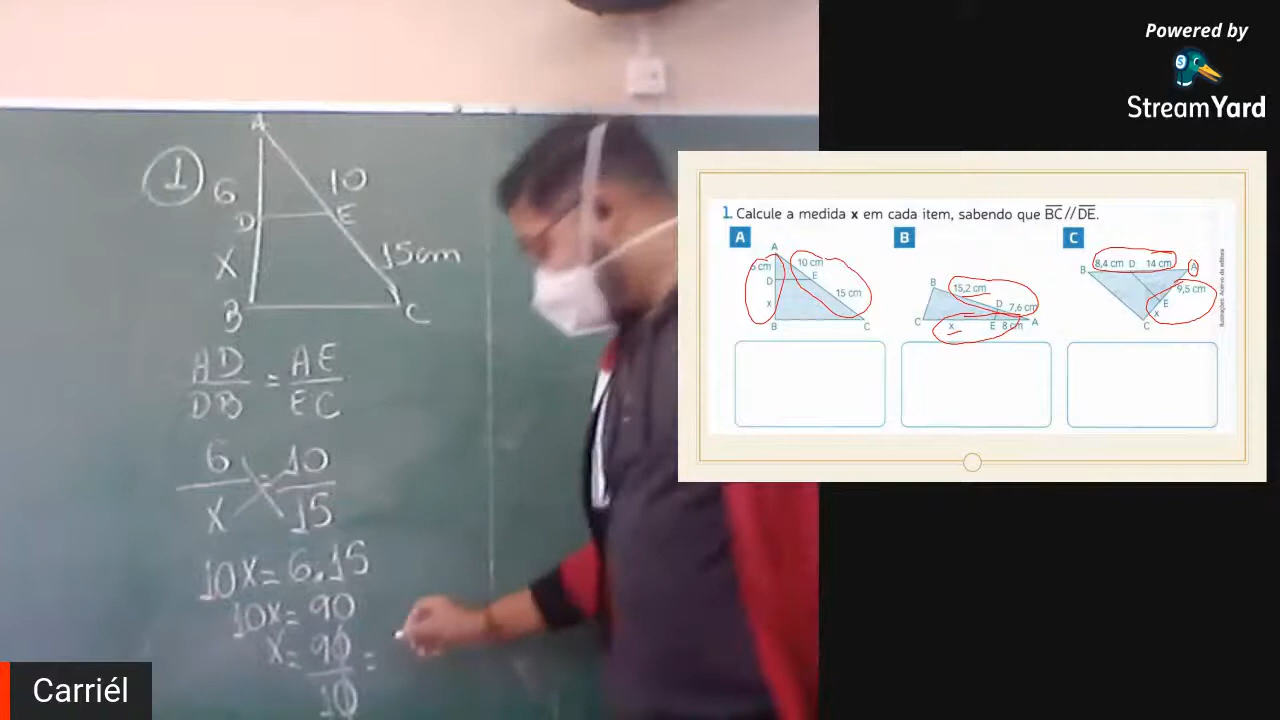 Powered by
StreamYard
A
1
6
10
D
E
X
15cm
B
C
AD = AE
DB EC
6 = 10
X 15
10X = 6.15
10X = 90
X = 90 =
10
Carriél
1. Calcule a medida x em cada item, sabendo que BC // DE.
A
A
6 cm
10 cm
D
E
x
15 cm
B
C
B
B
15,2 cm
D
7,6 cm
C
x
E
8 cm
A
C
B
8,4 cm
D
14 cm
A
9,5 cm
E
x
C